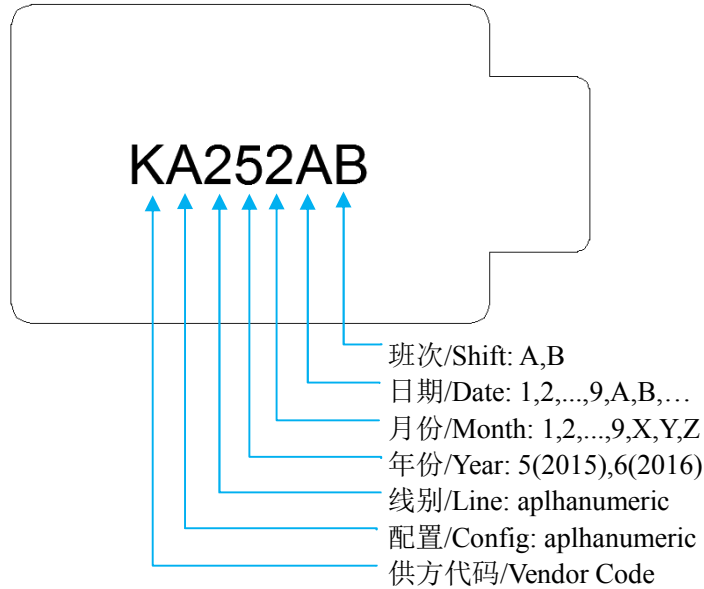 KA252AB
班次/Shift: A,B
日期/Date: 1,2,...,9,A,B,…
月份/Month: 1,2,...,9,X,Y,Z
年份/Year: 5(2015),6(2016)
线别/Line: aplhanumeric
配置/Config: aplhanumeric
供方代码/Vendor Code